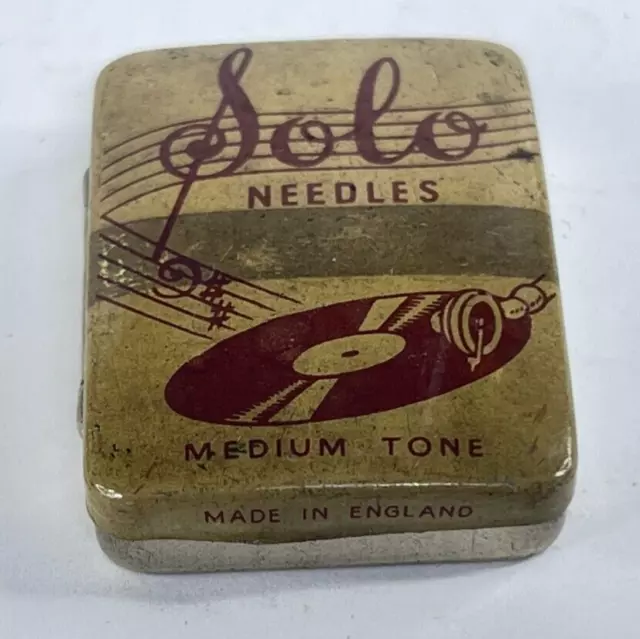 Solo
NEEDLES
MEDIUM TONE
MADE IN ENGLAND